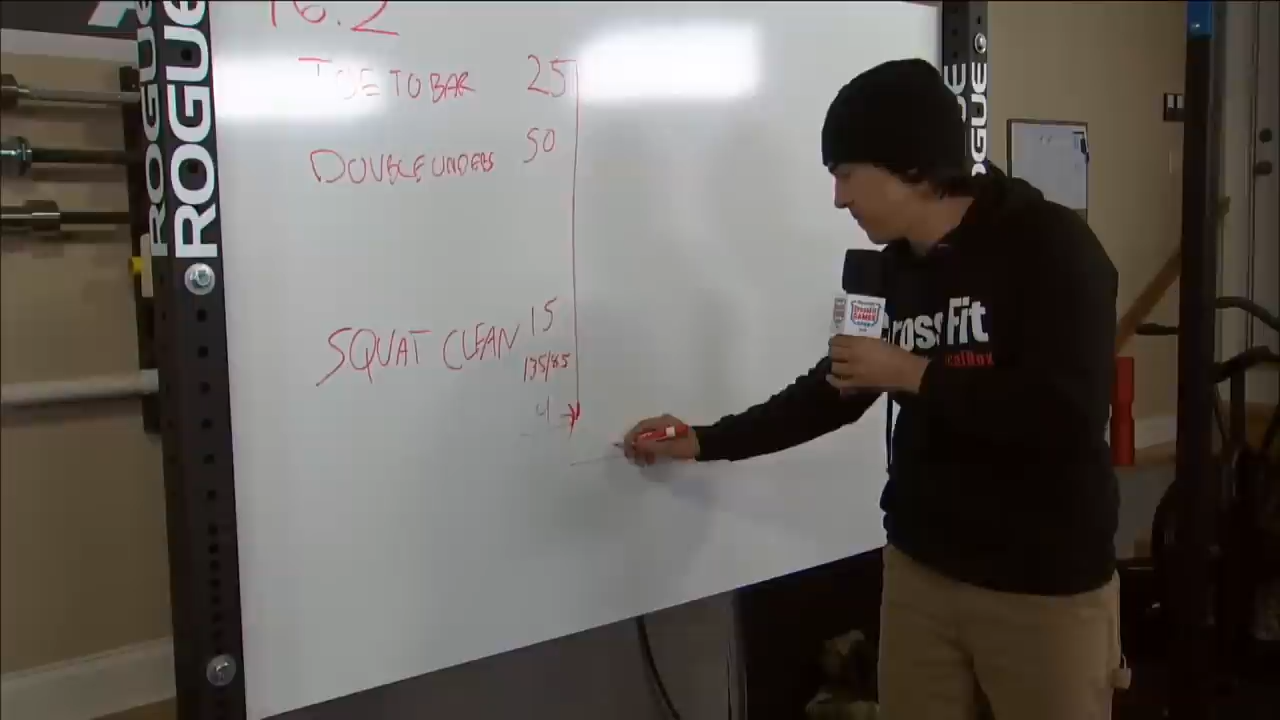 16.2
TOE TO BAR 25
DOUBLE UNDERS 50
SQUAT CLEAN 15
135/85
4
ROGUE
ROGUE
ROGUE
CrossFit